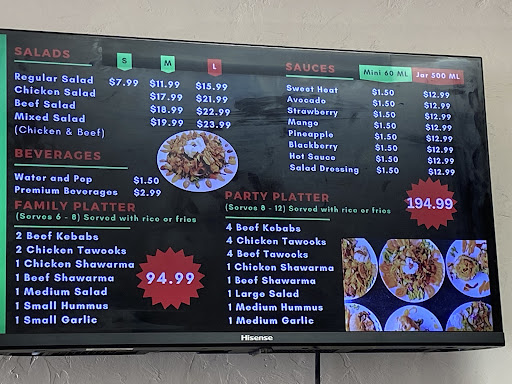 SALADS
S M L
Regular Salad $7.99 $11.99 $15.99
Chicken Salad $17.99 $21.99
Beef Salad $18.99 $22.99
Mixed Salad $19.99 $23.99
(Chicken & Beef)
BEVERAGES
Water and Pop $1.50
Premium Beverages $2.99
FAMILY PLATTER
(Serves 6 - 8) Served with rice or fries
2 Beef Kebabs
2 Chicken Tawooks
1 Chicken Shawarma
1 Beef Shawarma
1 Medium Salad
1 Small Hummus
1 Small Garlic
94.99
SAUCES
Mini 60 ML Jar 500 ML
Sweet Heat $1.50 $12.99
Avocado $1.50 $12.99
Strawberry $1.50 $12.99
Mango $1.50 $12.99
Pineapple $1.50 $12.99
Blackberry $1.50 $12.99
Hot Sauce $1.50 $12.99
Salad Dressing $1.50 $12.99
PARTY PLATTER
(Serves 8 - 12) Served with rice or fries
194.99
4 Beef Kebabs
4 Chicken Tawooks
4 Beef Tawooks
1 Chicken Shawarma
1 Beef Shawarma
1 Large Salad
1 Medium Hummus
1 Medium Garlic
Hisense